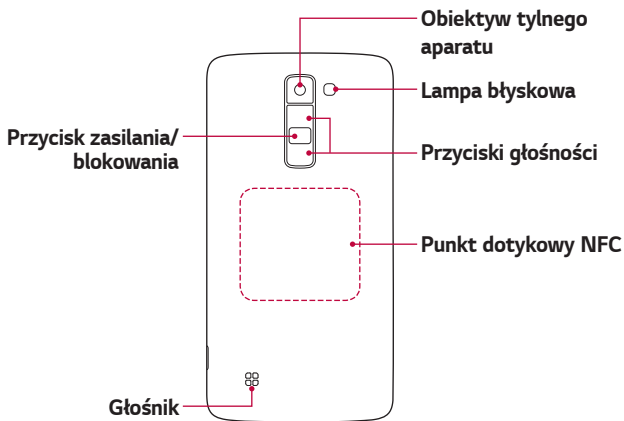 Obiektyw tylnego
aparatu
Lampa błyskowa
Przycisk zasilania/
blokowania
Przyciski głośności
Punkt dotykowy NFC
Głośnik